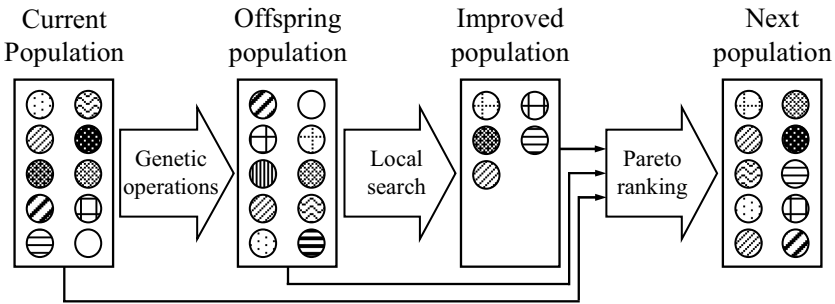 Current
Population
Offspring
population
Improved
population
Next
population
Genetic
operations
Local
search
Pareto
ranking